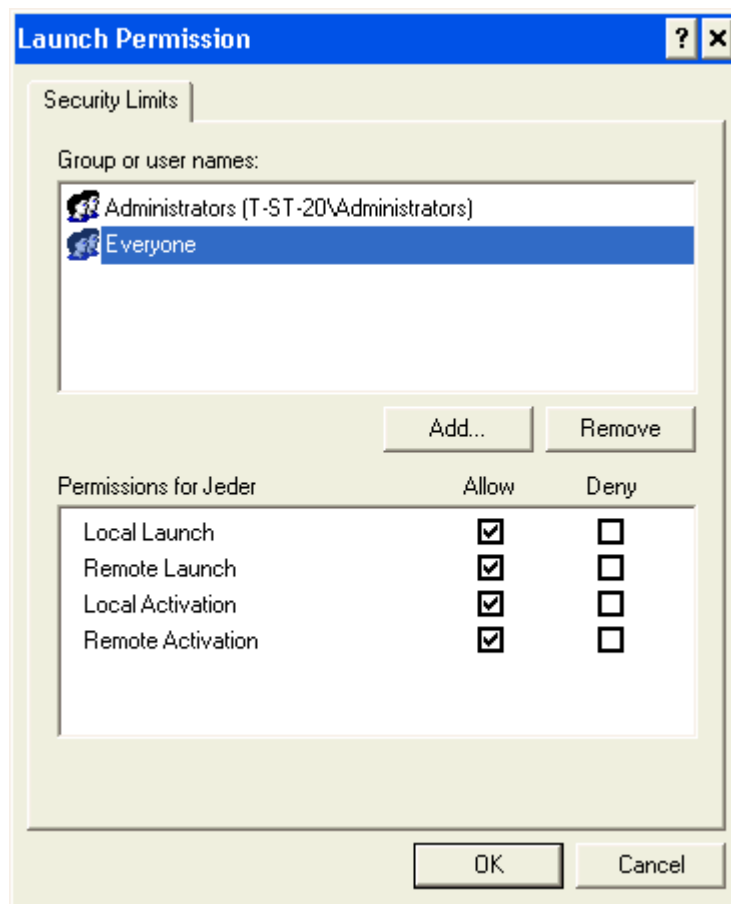 Launch Permission
Security Limits
Group or user names:
Administrators (T-ST-20\Administrators)
Everyone
Add... Remove
Permissions for Jeder Allow Deny
Local Launch
Remote Launch
Local Activation
Remote Activation
OK Cancel